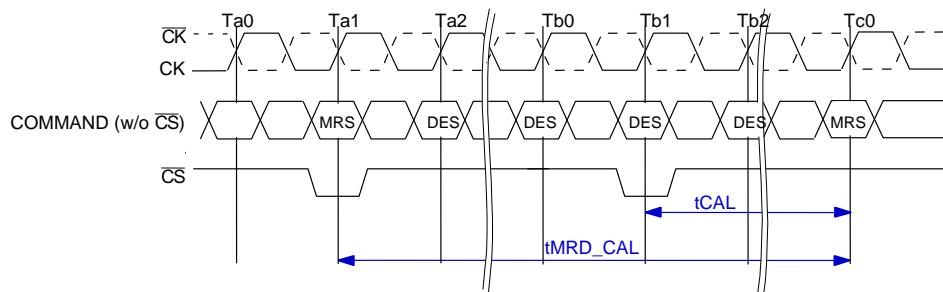 Ta0 Ta1 Ta2 Tb0 Tb1 Tb2 Tc0
CK
CK
COMMAND (w/o CS) MRS DES DES DES DES MRS
CS
tCAL
tMRD_CAL